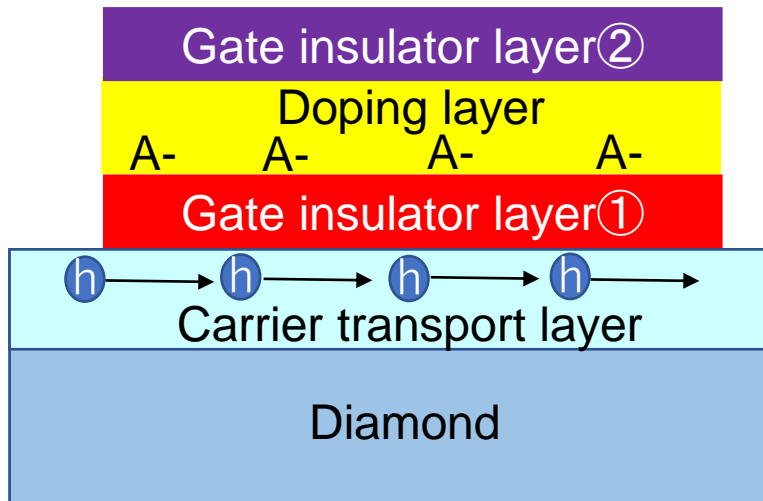 Gate insulator layer②
Doping layer
A- A- A- A-
Gate insulator layer①
h h h h
Carrier transport layer
Diamond